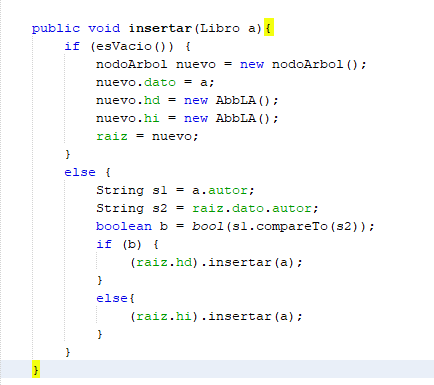 public void insertar(Libro a){
if (esVacio()) {
nodoArbol nuevo = new nodoArbol();
nuevo.dato = a;
nuevo.hd = new AbbLA();
nuevo.hi = new AbbLA();
raiz = nuevo;
}
else {
String s1 = a.autor;
String s2 = raiz.dato.autor;
boolean b = bool(s1.compareTo(s2));
if (b) {
(raiz.hd).insertar(a);
}
else{
(raiz.hi).insertar(a);
}
}
}